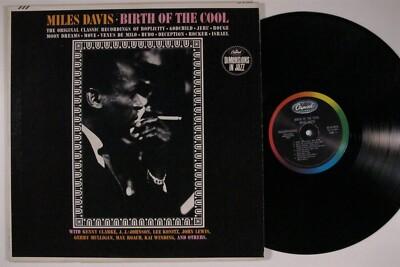 MILES DAVIS · BIRTH OF THE COOL
THE ORIGINAL CLASSIC RECORDINGS OF BOPLICITY · GODCHILD · JERU · ROUGE
MOON DREAMS · MOVE · VENUS DE MILO · BUDO · DECEPTION · ROCKER · ISRAEL
Capitol
DIMENSIONS
IN JAZZ
WITH KENNY CLARKE, J. J. JOHNSON, LEE KONITZ, JOHN LEWIS,
GERRY MULLIGAN, MAX ROACH, KAI WINDING, AND OTHERS.
Capitol
BIRTH OF THE COOL
MILES DAVIS